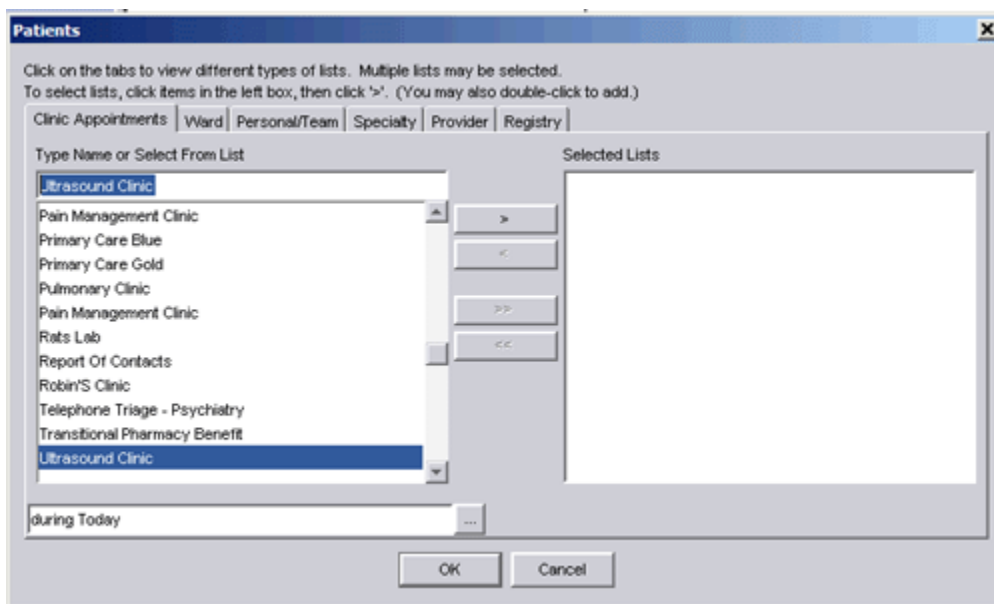 Patients
Click on the tabs to view different types of lists. Multiple lists may be selected.
To select lists, click items in the left box, then click '>'. (You may also double-click to add.)
Clinic Appointments Ward Personal/Team Specialty Provider Registry
Type Name or Select From List
Selected Lists
Ultrasound Clinic
Pain Management Clinic
Primary Care Blue
Primary Care Gold
Pulmonary Clinic
Pain Management Clinic
Rats Lab
Report Of Contacts
Robin'S Clinic
Telephone Triage - Psychiatry
Transitional Pharmacy Benefit
Ultrasound Clinic
>
<
>>
<<
during Today
...
OK Cancel